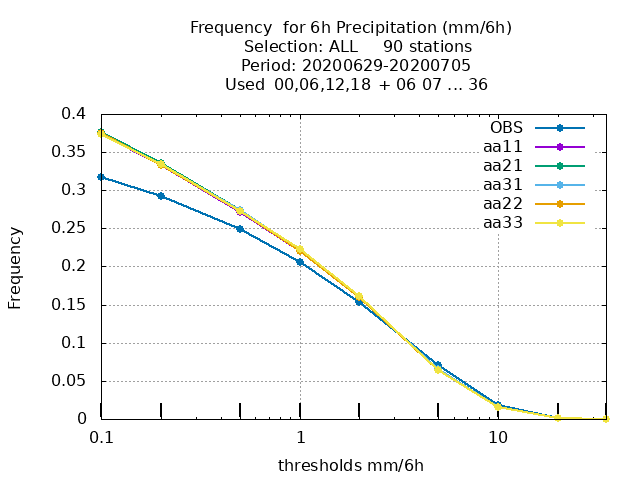 Frequency  for 6h Precipitation (mm/6h)
Selection: ALL     90 stations
Period: 20200629-20200705
Used  00,06,12,18  + 06 07 ... 36
0.4
0.35
0.3
0.25
0.2
0.15
0.1
0.05
0
Frequency
OBS
aa11
aa21
aa31
aa22
aa33
0.1
1
10
thresholds mm/6h